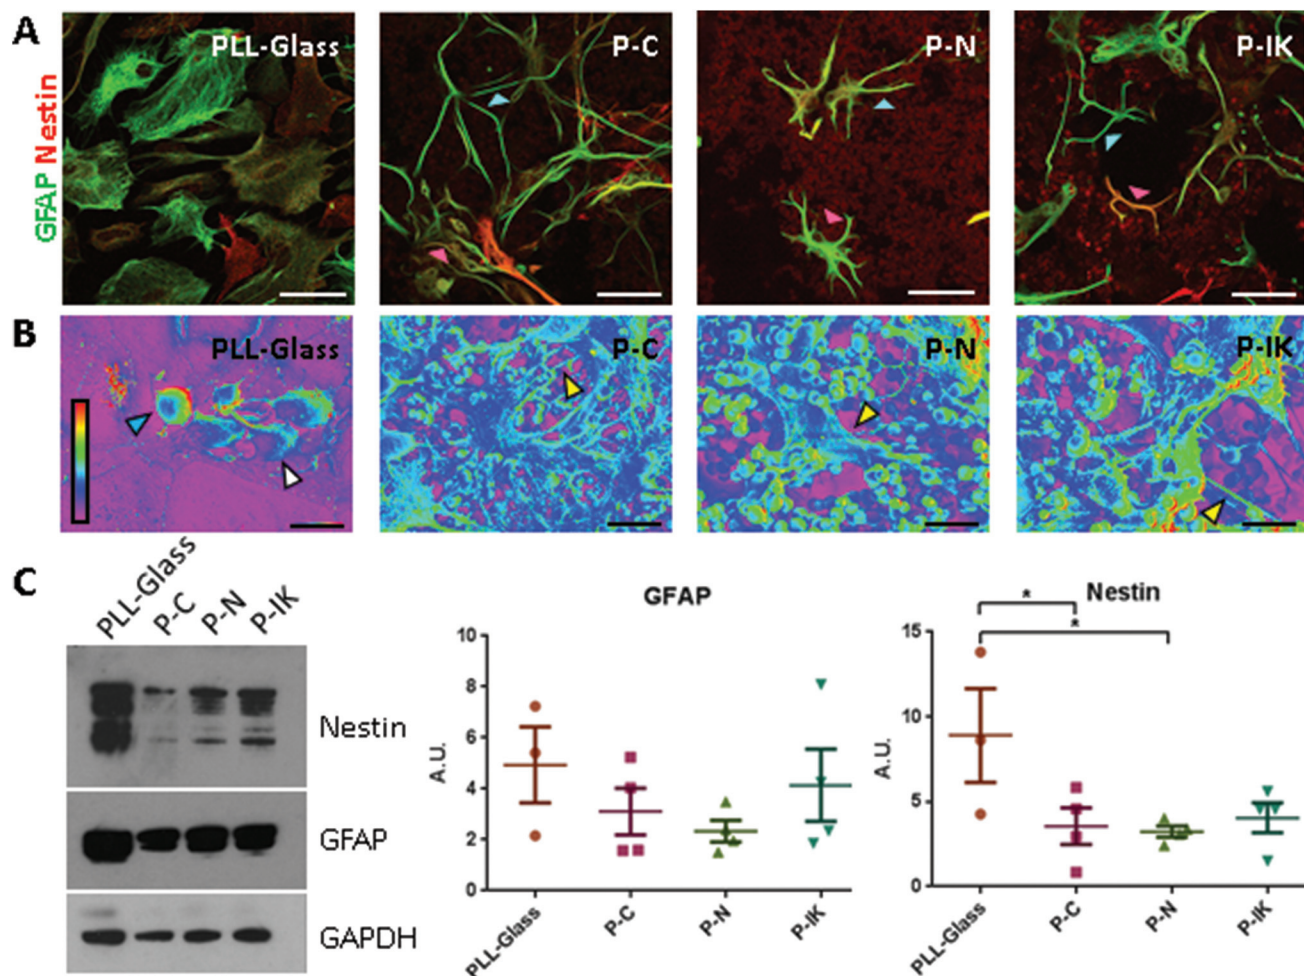 A
GFAP Nestin
PLL-Glass
P-C
P-N
P-IK
B
PLL-Glass
P-C
P-N
P-IK
C
PLL-Glass
P-C
P-N
P-IK
Nestin
GFAP
GAPDH
GFAP
A.U.
10
8
6
4
2
0
PLL-Glass
P-C
P-N
P-IK
Nestin
*
*
A.U.
15
10
5
0
PLL-Glass
P-C
P-N
P-IK